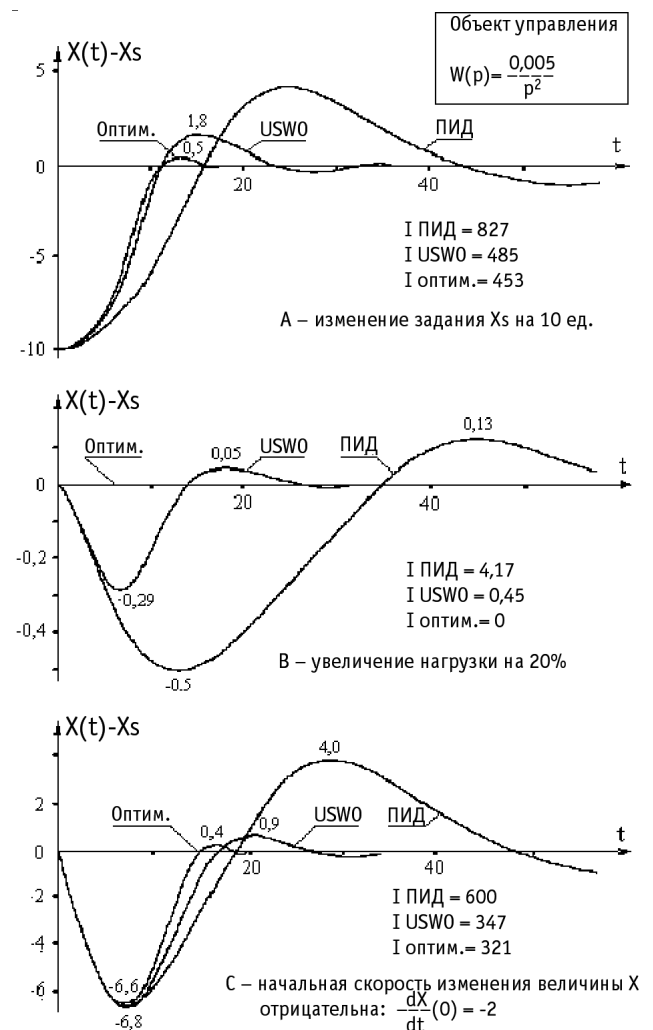 Объект управления
W(p)= 0,005
p²
X(t)-Xs
5
Оптим.
1,8
0,5
USW0
ПИД
t
0
20
40
-5
I ПИД = 827
I USW0 = 485
I оптим.= 453
A – изменение задания Xs на 10 ед.
-10
X(t)-Xs
Оптим.
0,05
USW0
ПИД
0,13
t
0
20
40
-0,2
-0,29
-0,4
I ПИД = 4,17
I USW0 = 0,45
I оптим.= 0
-0.5
B – увеличение нагрузки на 20%
X(t)-Xs
4,0
2
Оптим.
0,4
0,9
USW0
ПИД
t
0
20
40
-2
-4
-6
-6,6
-6,8
I ПИД = 600
I USW0 = 347
I оптим.= 321
C – начальная скорость изменения величины X
отрицательна: dX/dt (0) = -2